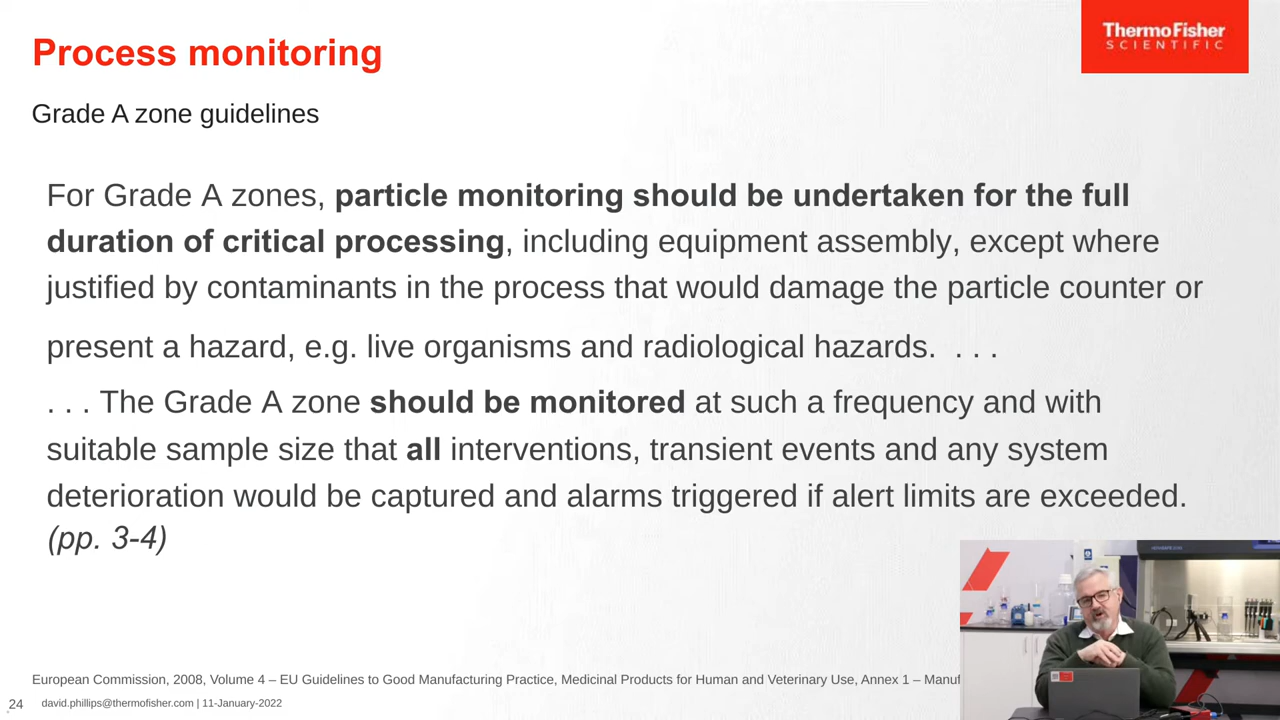 Process monitoring
ThermoFisher
SCIENTIFIC
Grade A zone guidelines
For Grade A zones, particle monitoring should be undertaken for the full
duration of critical processing, including equipment assembly, except where
justified by contaminants in the process that would damage the particle counter or
present a hazard, e.g. live organisms and radiological hazards. . . .
. . . The Grade A zone should be monitored at such a frequency and with
suitable sample size that all interventions, transient events and any system
deterioration would be captured and alarms triggered if alert limits are exceeded.
(pp. 3-4)
European Commission, 2008, Volume 4 – EU Guidelines to Good Manufacturing Practice, Medicinal Products for Human and Veterinary Use, Annex 1 – Manuf
24 david.phillips@thermofisher.com | 11-January-2022